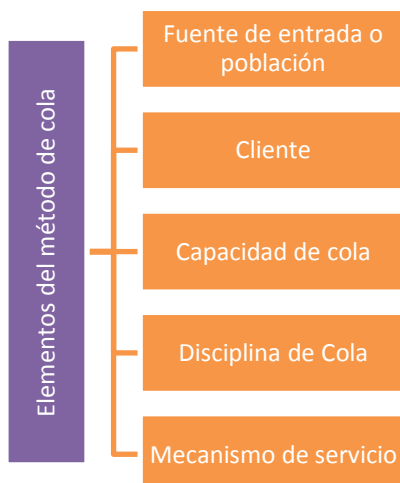 Elementos del método de cola
Fuente de entrada o
población
Cliente
Capacidad de cola
Disciplina de Cola
Mecanismo de servicio